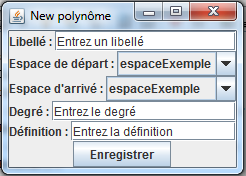 New polynôme
Libellé : Entrez un libellé
Espace de départ : espaceExemple
Espace d'arrivé : espaceExemple
Degré : Entrez le degré
Définition : Entrez la définition
Enregistrer